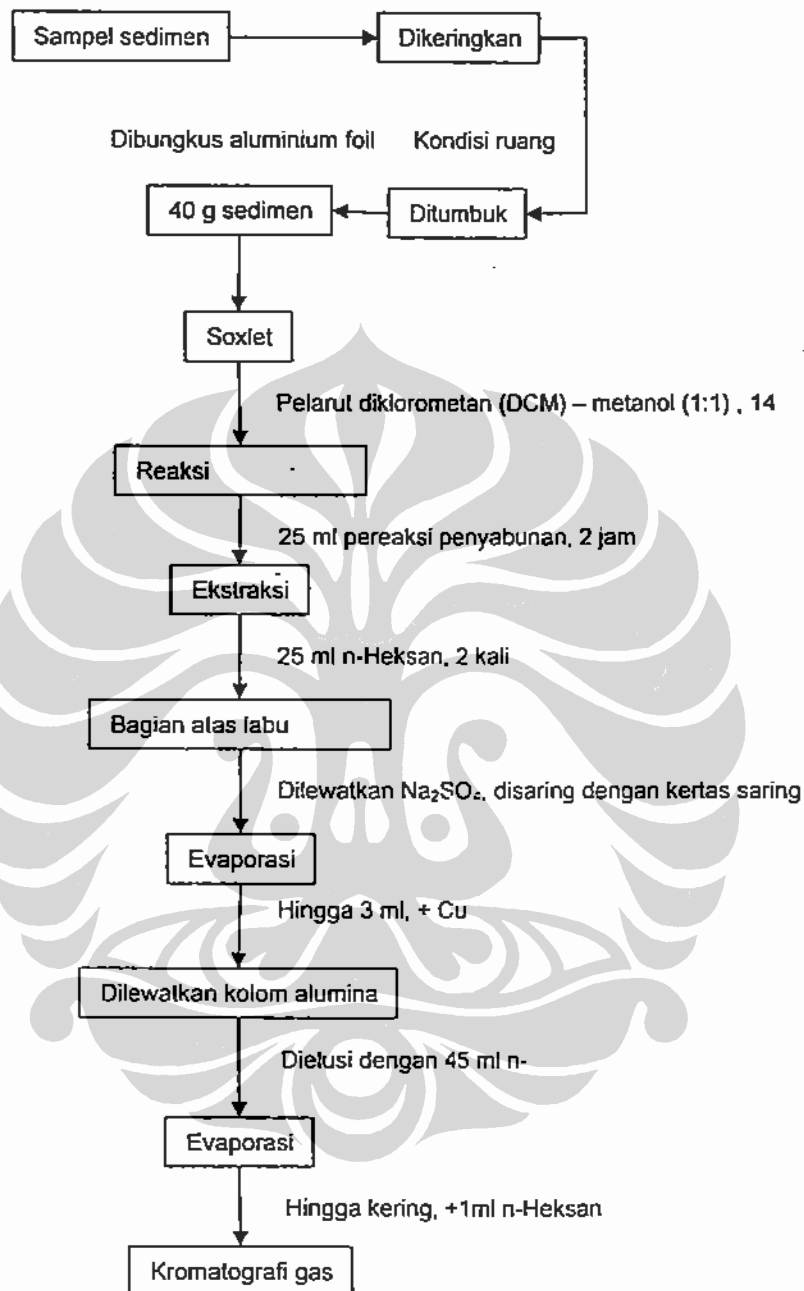 Sampel sedimen
Dikeringkan
Dibungkus aluminium foil
Kondisi ruang
40 g sedimen
Ditumbuk
Soxlet
Pelarut diklorometan (DCM) – metanol (1:1) , 14
Reaksi
25 ml pereaksi penyabunan, 2 jam
Ekstraksi
25 ml n-Heksan, 2 kali
Bagian atas labu
Dilewatkan Na₂SO₄, disaring dengan kertas saring
Evaporasi
Hingga 3 ml, + Cu
Dilewatkan kolom alumina
Dielusi dengan 45 ml n-
Evaporasi
Hingga kering, +1ml n-Heksan
Kromatografi gas